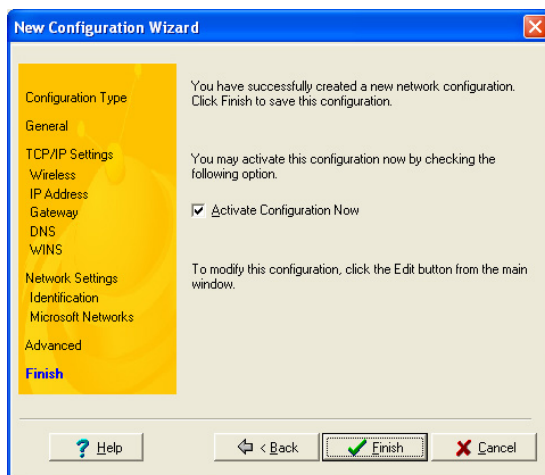 New Configuration Wizard
Configuration Type
General
TCP/IP Settings
Wireless
IP Address
Gateway
DNS
WINS
Network Settings
Identification
Microsoft Networks
Advanced
Finish
You have successfully created a new network configuration.
Click Finish to save this configuration.
You may activate this configuration now by checking the
following option.
Activate Configuration Now
To modify this configuration, click the Edit button from the main
window.
Help
< Back
Finish
Cancel